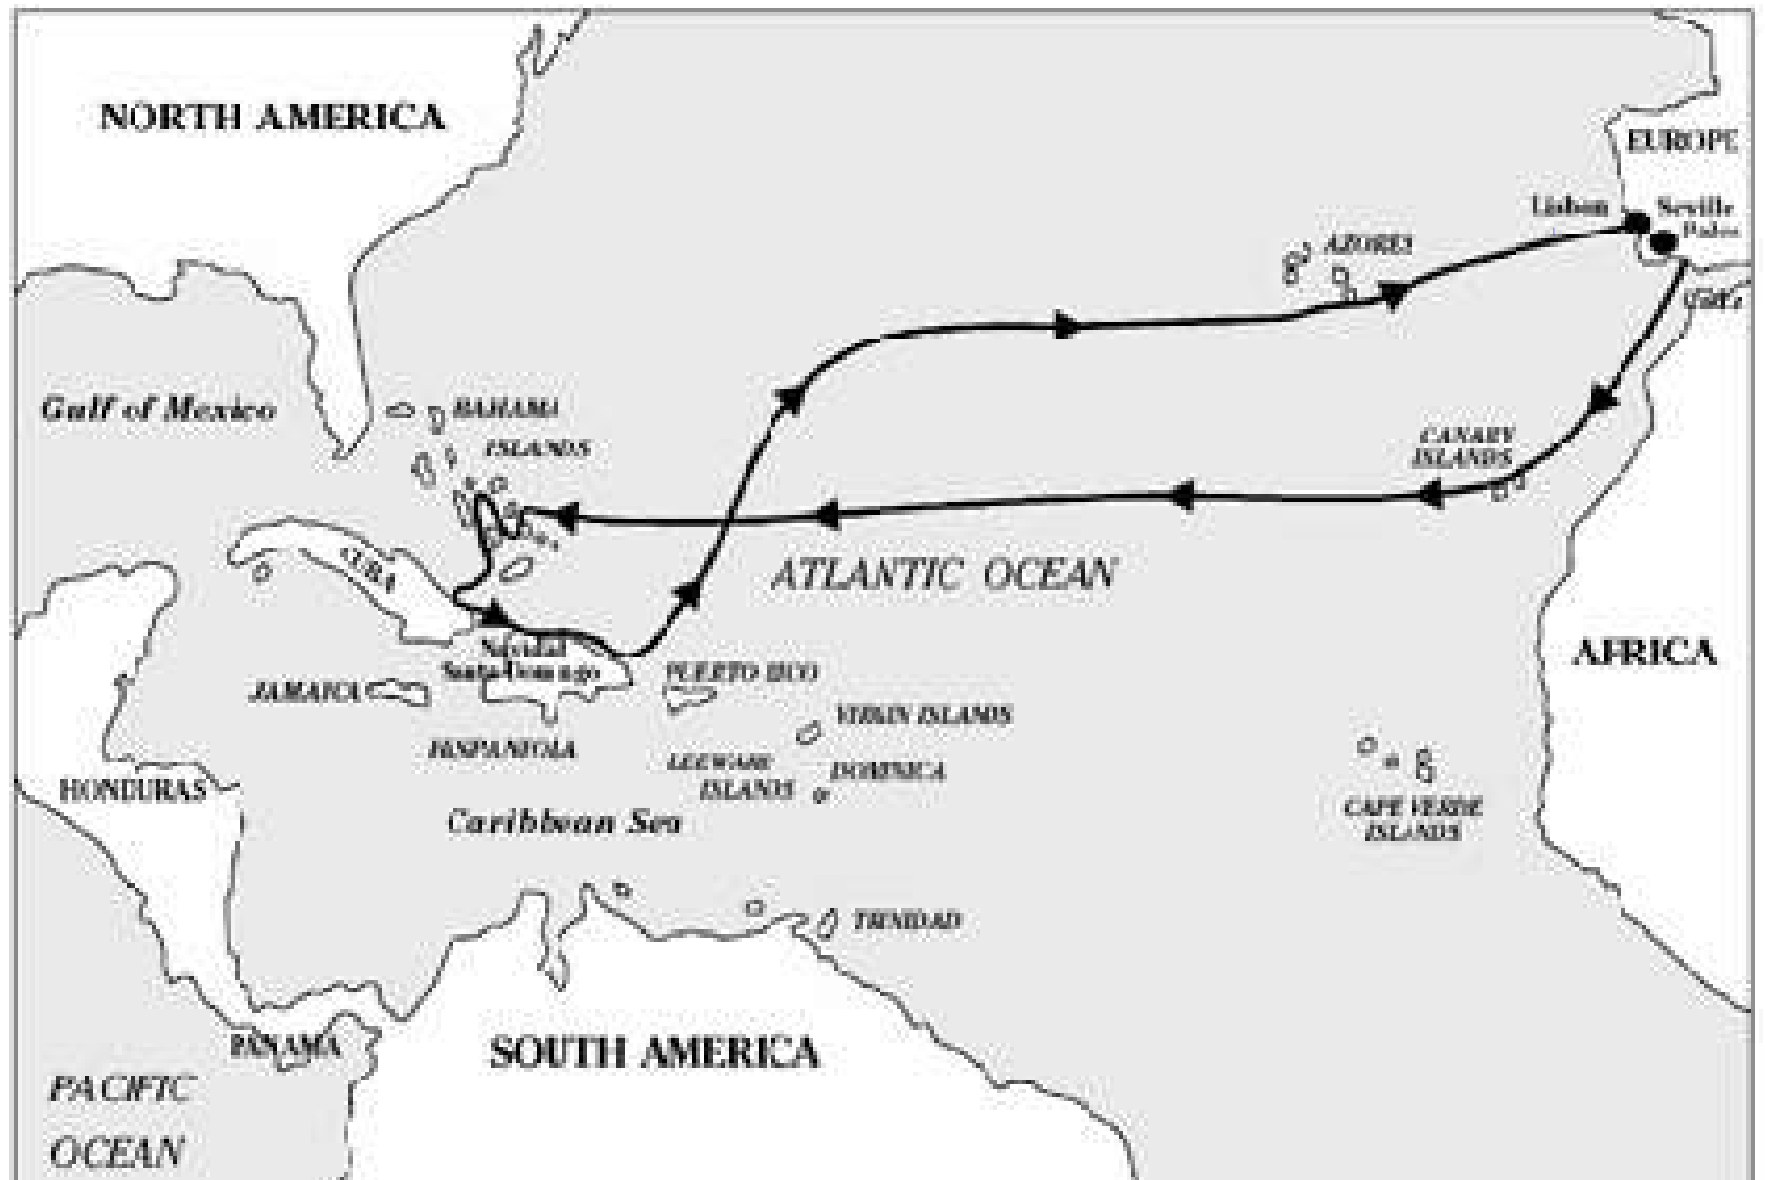 NORTH AMERICA
EUROPE
Lisbon
Seville
Palos
AZORES
Gulf of Mexico
BAHAMA
ISLANDS
CANARY
ISLANDS
CUBA
ATLANTIC OCEAN
AFRICA
Navidad
Santo Domingo
PUERTO RICO
JAMAICA
VIRGIN ISLANDS
HISPANIOLA
LEEWARD
ISLANDS
DOMINICA
HONDURAS
CAPE VERDE
ISLANDS
Caribbean Sea
TRINIDAD
PANAMA
SOUTH AMERICA
PACIFIC
OCEAN